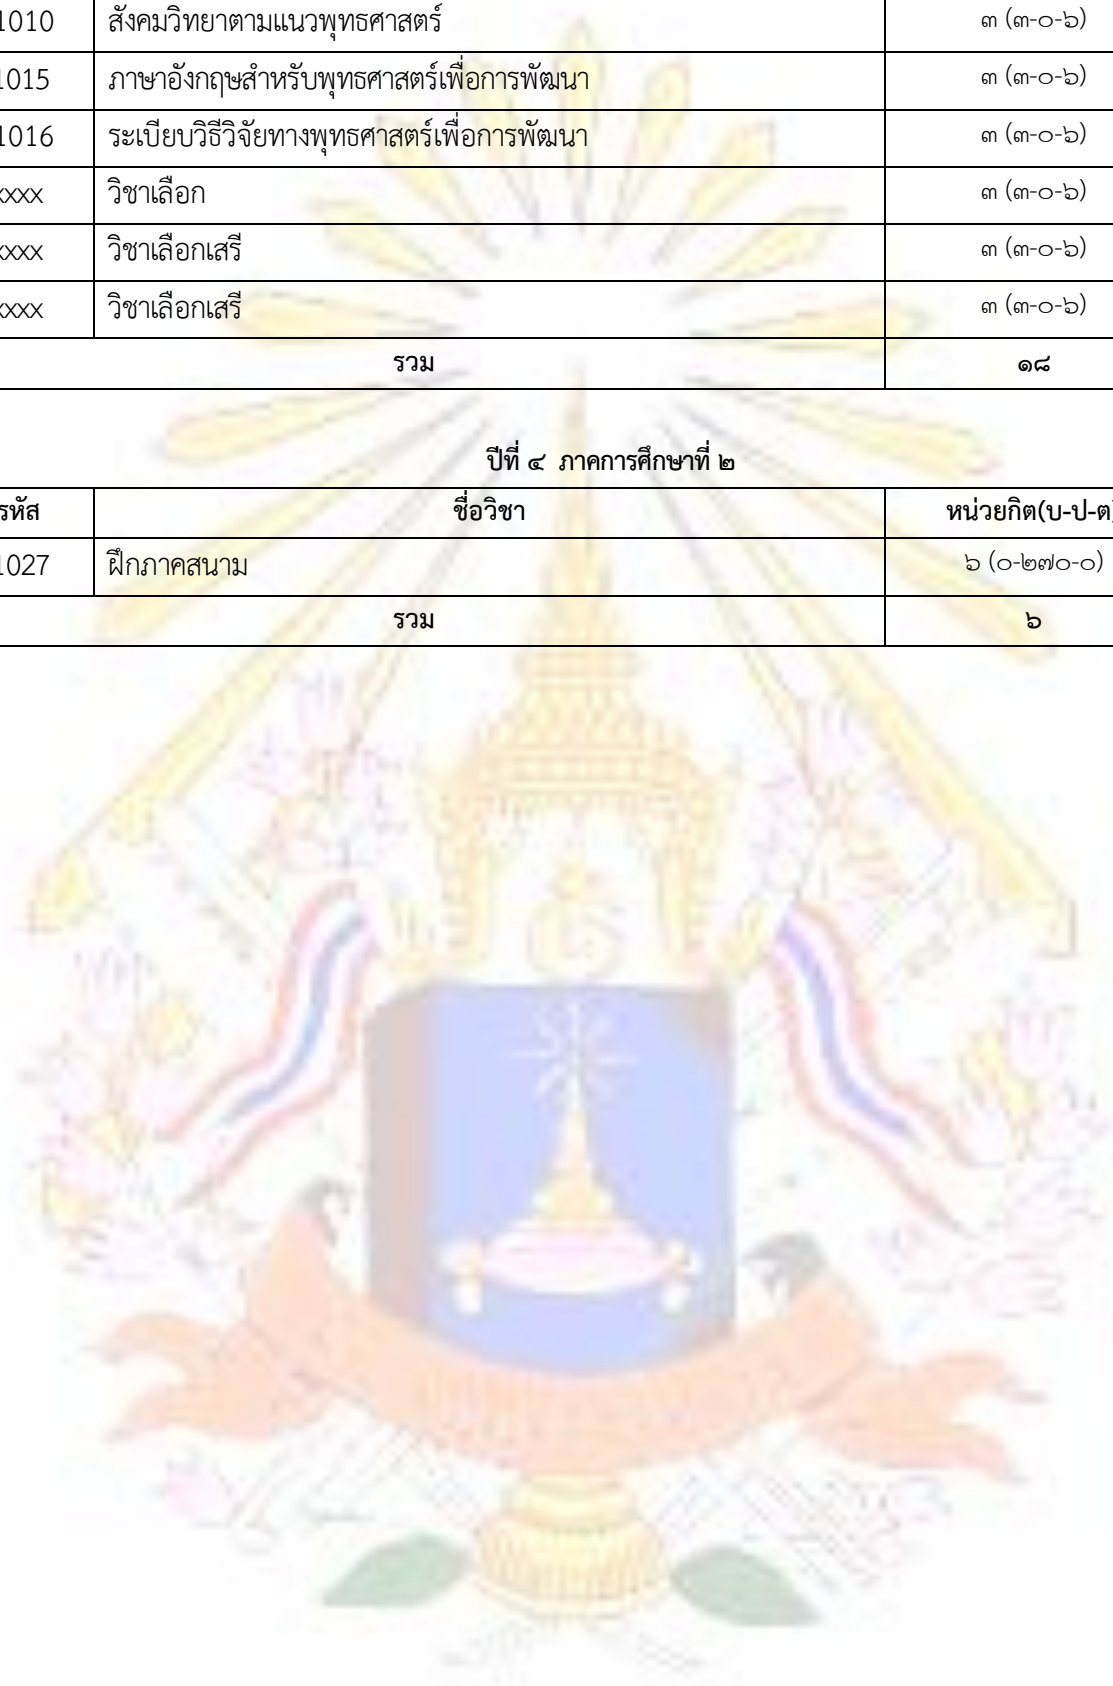 1010 สังคมวิทยาตามแนวพุทธศาสตร์ ๓ (๓-๐-๖)
1015 ภาษาอังกฤษสำหรับพุทธศาสตร์เพื่อการพัฒนา ๓ (๓-๐-๖)
1016 ระเบียบวิธีวิจัยทางพุทธศาสตร์เพื่อการพัฒนา ๓ (๓-๐-๖)
xxxx วิชาเลือก ๓ (๓-๐-๖)
xxxx วิชาเลือกเสรี ๓ (๓-๐-๖)
xxxx วิชาเลือกเสรี ๓ (๓-๐-๖)
รวม ๑๘
ปีที่ ๔ ภาคการศึกษาที่ ๒
รหัส ชื่อวิชา หน่วยกิต(บ-ป-ต)
1027 ฝึกภาคสนาม ๖ (๐-๒๗๐-๐)
รวม ๖